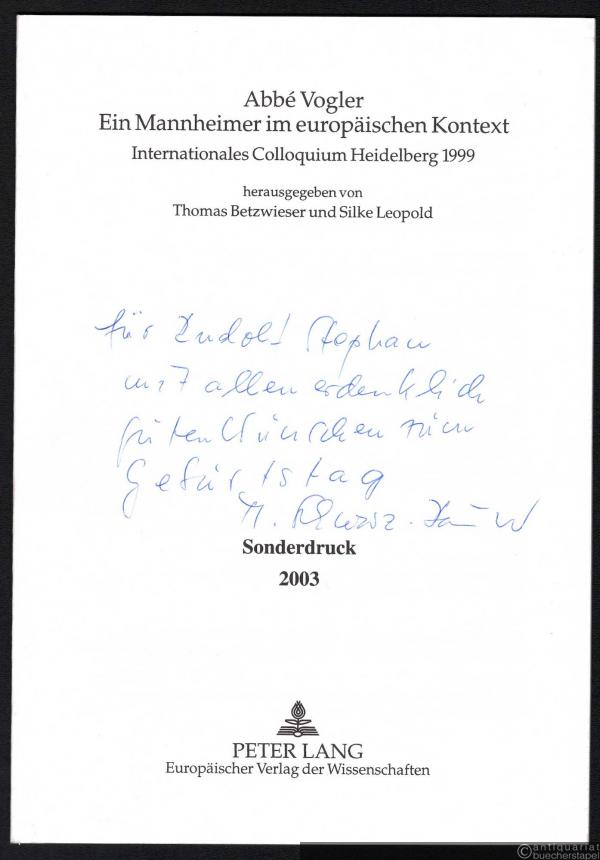 Abbé Vogler
Ein Mannheimer im europäischen Kontext
Internationales Colloquium Heidelberg 1999
herausgegeben von
Thomas Betzwieser und Silke Leopold
für Rudolf Stephan
mit allen erdenklich
guten Wünschen zum
Geburtstag
M.
Sonderdruck
2003
PETER LANG
Europäischer Verlag der Wissenschaften
antiquariat
buecherstapel